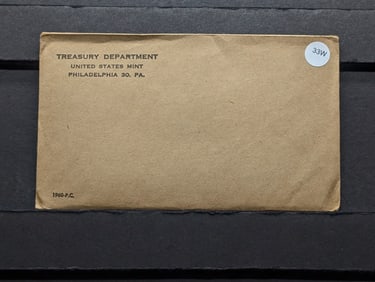 TREASURY DEPARTMENT
UNITED STATES MINT
PHILADELPHIA 30, PA.
33W
1960-P.C.